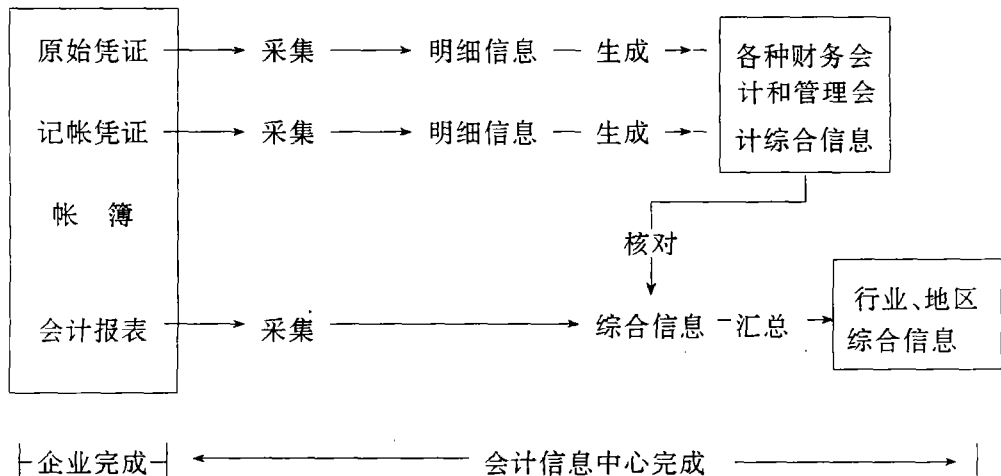 原始凭证 采集 明细信息 生成 各种财务会
计和管理会
记帐凭证 采集 明细信息 生成 计综合信息
帐 簿
核对
行业、地区
会计报表 采集 综合信息 汇总
综合信息
企业完成 会计信息中心完成